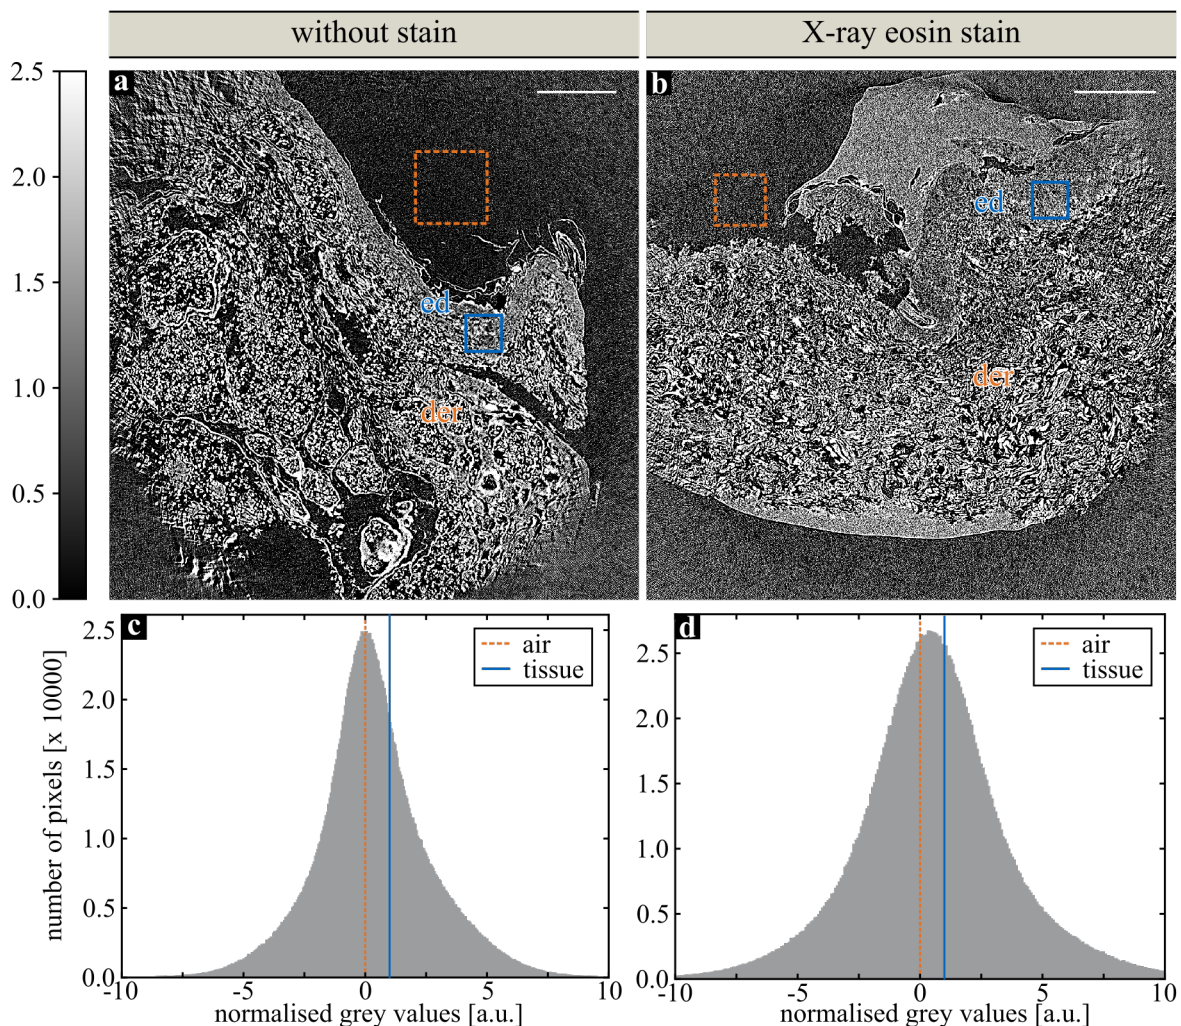 without stain
X-ray eosin stain
2.5
2.0
1.5
1.0
0.5
0.0
a
ed
der
b
ed
der
c
number of pixels [x 10000]
2.5
2.0
1.5
1.0
0.5
0.0
air
tissue
-10
-5
0
5
10
normalised grey values [a.u.]
d
2.5
2.0
1.5
1.0
0.5
0.0
air
tissue
-10
-5
0
5
10
normalised grey values [a.u.]